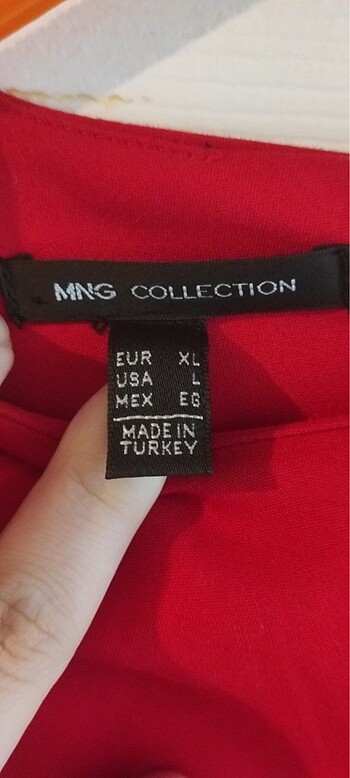 MNG COLLECTION
EUR XL
USA L
MEX EG
MADE IN
TURKEY